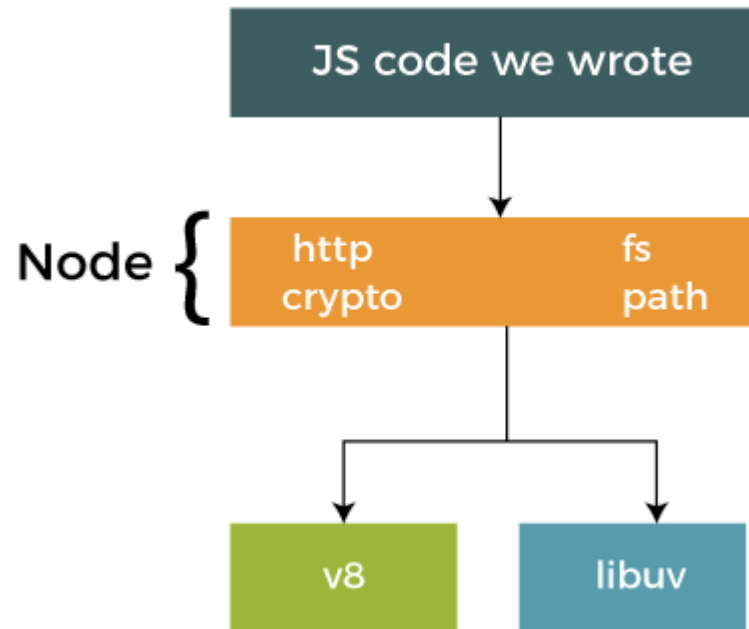 JS code we wrote
Node {
http fs
crypto path
v8 libuv